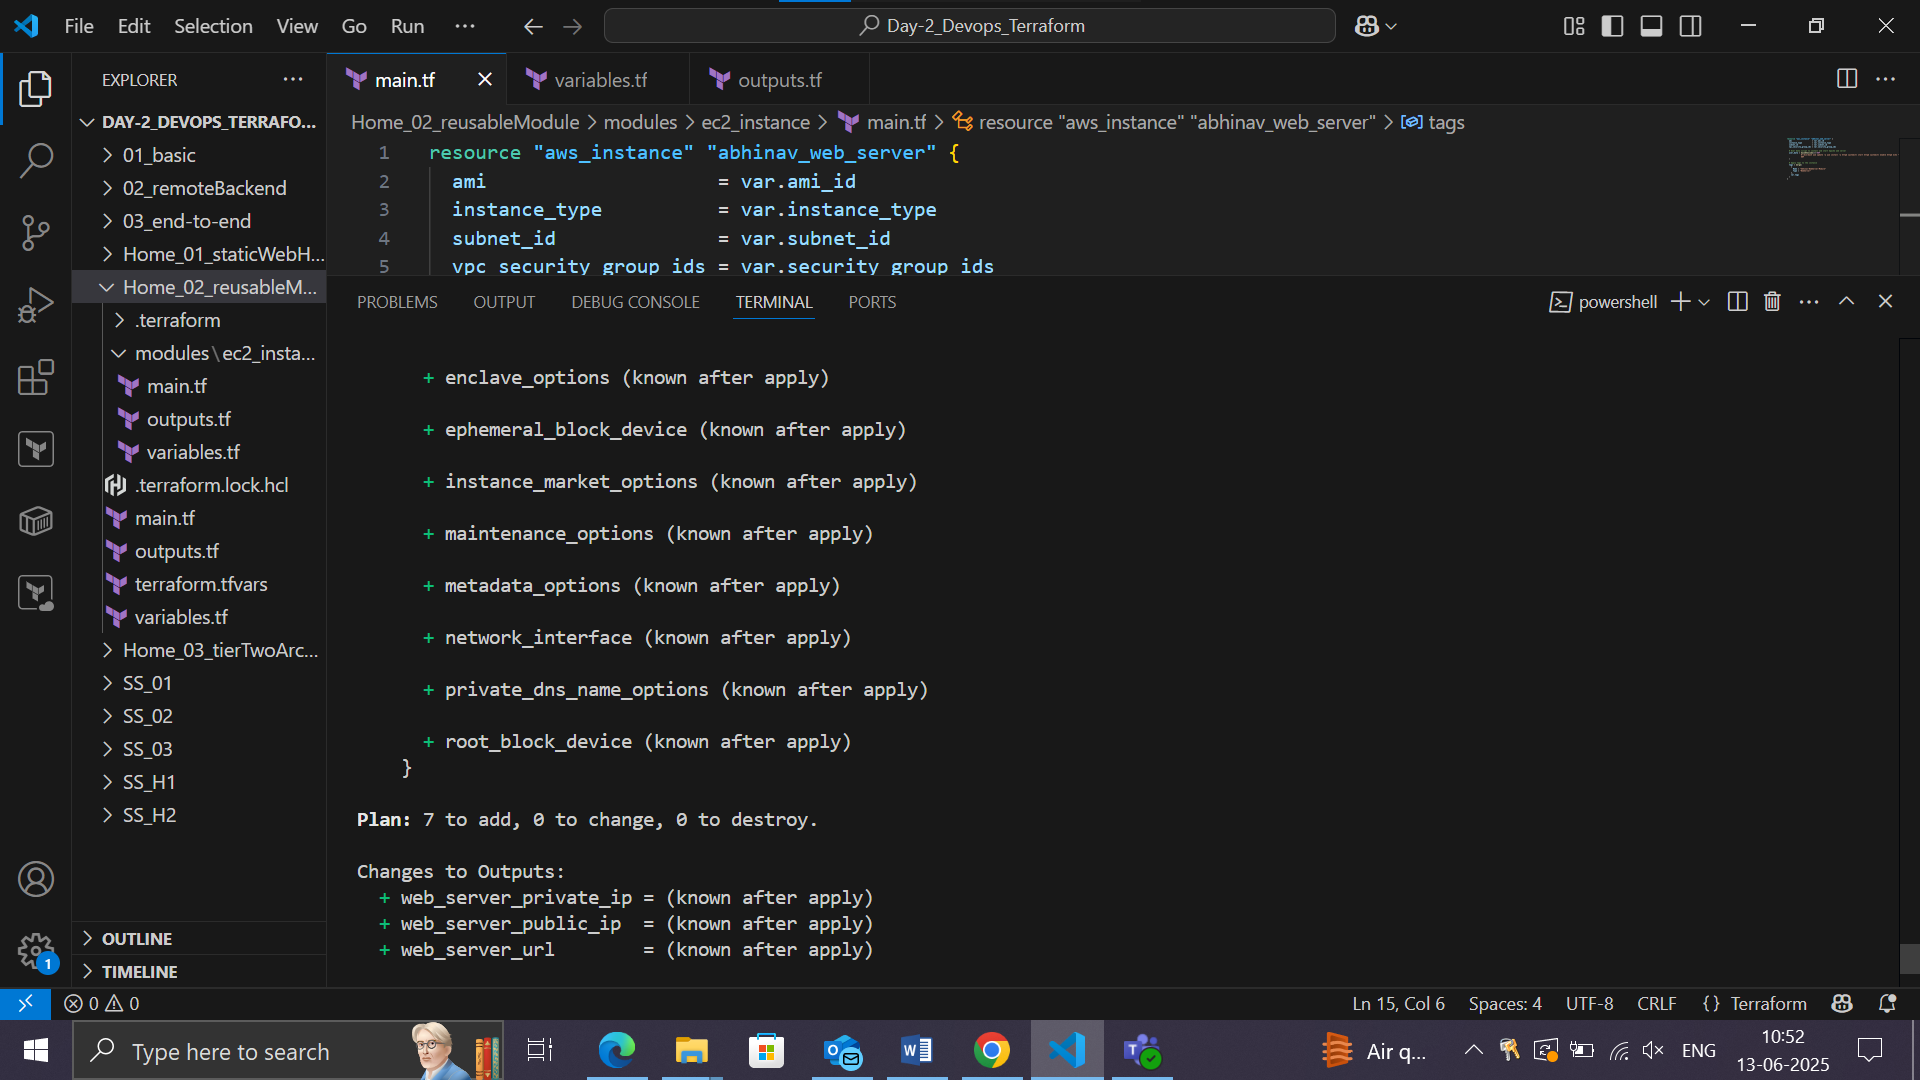 File Edit Selection View Go Run ···
Day-2_Devops_Terraform
EXPLORER
DAY-2_DEVOPS_TERRAFO...
01_basic
02_remoteBackend
03_end-to-end
Home_01_staticWebH...
Home_02_reusableM...
.terraform
modules\ec2_insta...
main.tf
outputs.tf
variables.tf
.terraform.lock.hcl
main.tf
outputs.tf
terraform.tfvars
variables.tf
Home_03_tierTwoArc...
SS_01
SS_02
SS_03
SS_H1
SS_H2
OUTLINE
TIMELINE
1
main.tf variables.tf outputs.tf
Home_02_reusableModule > modules > ec2_instance > main.tf > resource "aws_instance" "abhinav_web_server" > tags
1 resource "aws_instance" "abhinav_web_server" {
2 ami = var.ami_id
3 instance_type = var.instance_type
4 subnet_id = var.subnet_id
5 vpc_security_group_ids = var.security_group_ids
PROBLEMS OUTPUT DEBUG CONSOLE TERMINAL PORTS
powershell
+ enclave_options (known after apply)
+ ephemeral_block_device (known after apply)
+ instance_market_options (known after apply)
+ maintenance_options (known after apply)
+ metadata_options (known after apply)
+ network_interface (known after apply)
+ private_dns_name_options (known after apply)
+ root_block_device (known after apply)
}
Plan: 7 to add, 0 to change, 0 to destroy.
Changes to Outputs:
+ web_server_private_ip = (known after apply)
+ web_server_public_ip = (known after apply)
+ web_server_url = (known after apply)
0 0
Ln 15, Col 6 Spaces: 4 UTF-8 CRLF {} Terraform
Type here to search
Air q...
ENG
10:52
13-06-2025